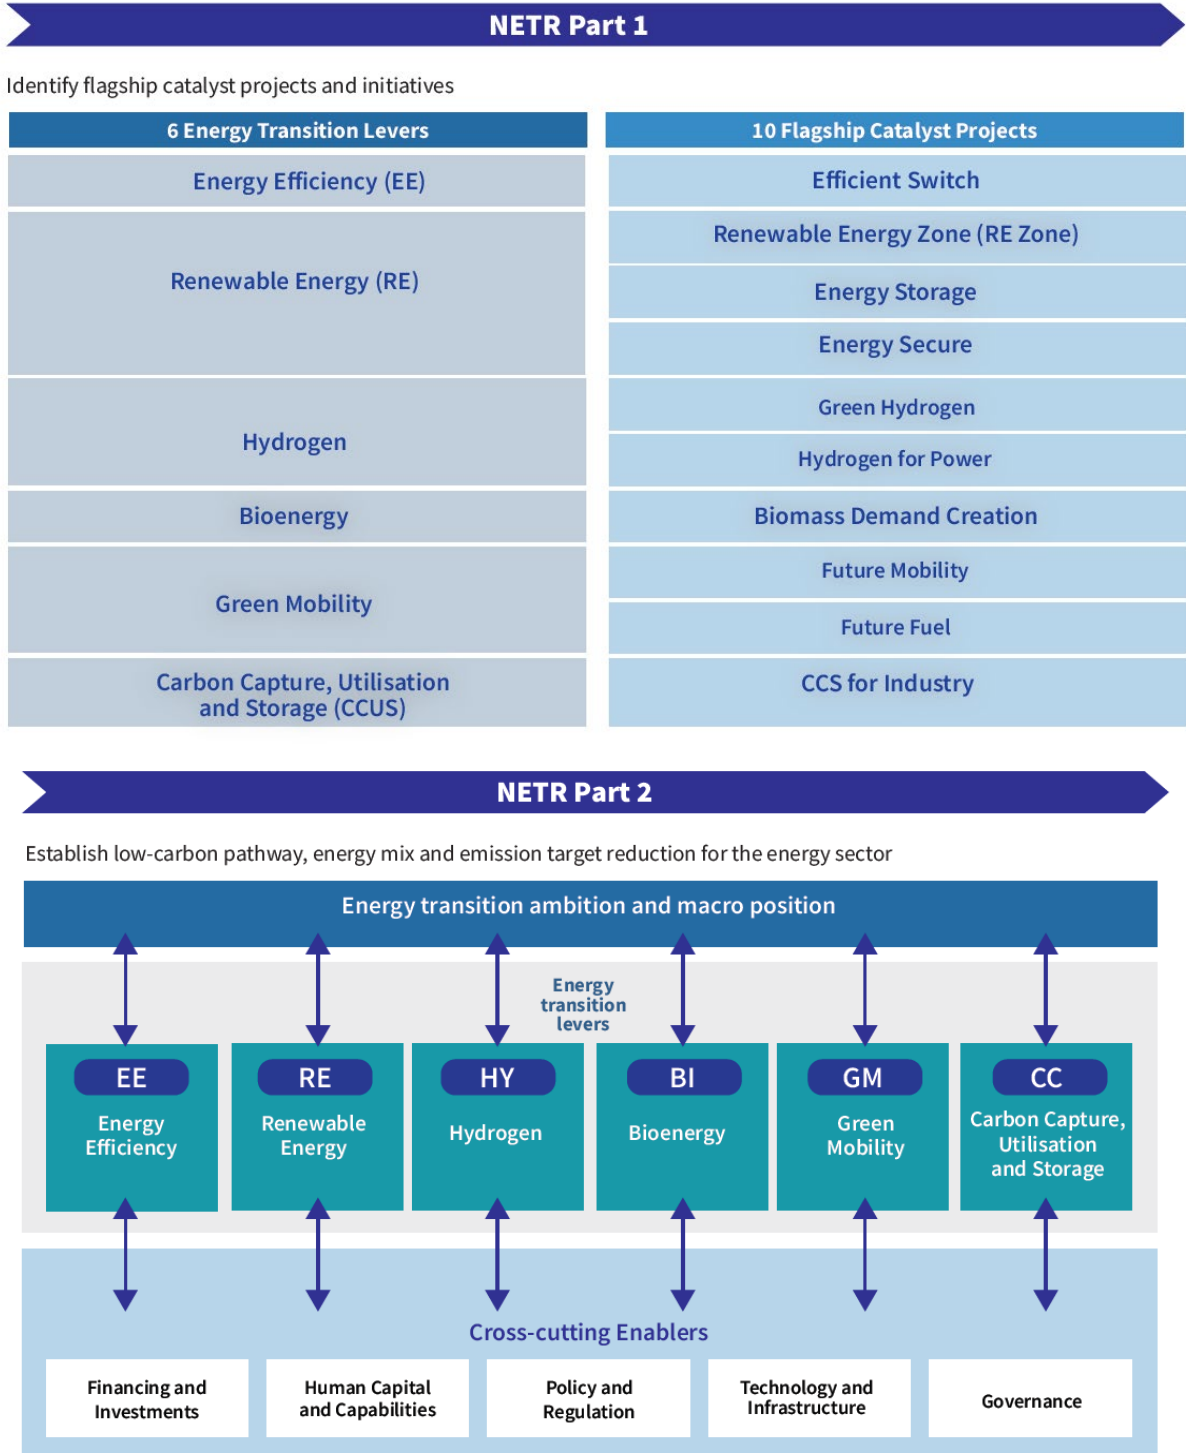 NETR Part 1
Identify flagship catalyst projects and initiatives
6 Energy Transition Levers
10 Flagship Catalyst Projects
Energy Efficiency (EE)
Efficient Switch
Renewable Energy (RE)
Renewable Energy Zone (RE Zone)
Energy Storage
Energy Secure
Hydrogen
Green Hydrogen
Hydrogen for Power
Bioenergy
Biomass Demand Creation
Green Mobility
Future Mobility
Future Fuel
Carbon Capture, Utilisation
and Storage (CCUS)
CCS for Industry
NETR Part 2
Establish low-carbon pathway, energy mix and emission target reduction for the energy sector
Energy transition ambition and macro position
Energy
transition
levers
EE
Energy
Efficiency
RE
Renewable
Energy
HY
Hydrogen
BI
Bioenergy
GM
Green
Mobility
CC
Carbon Capture,
Utilisation
and Storage
Cross-cutting Enablers
Financing and
Investments
Human Capital
and Capabilities
Policy and
Regulation
Technology and
Infrastructure
Governance